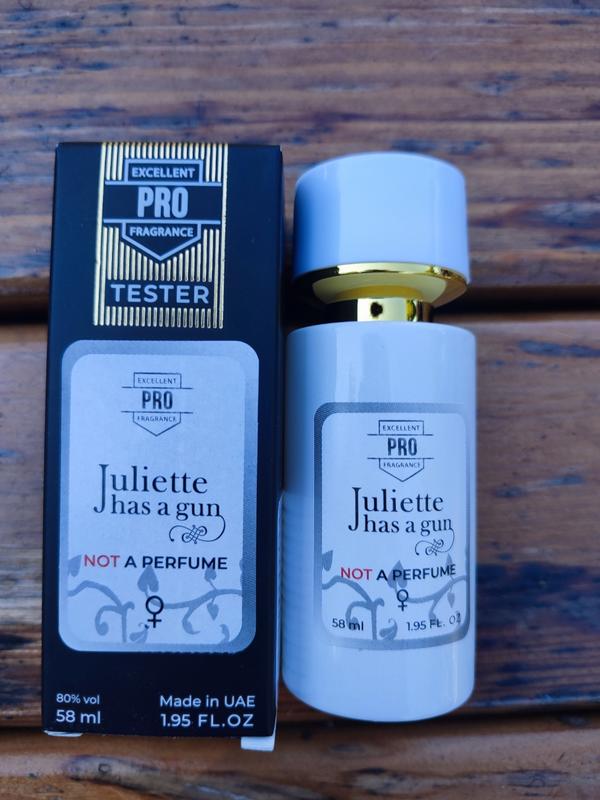 EXCELLENT
PRO
FRAGRANCE
TESTER
EXCELLENT
PRO
FRAGRANCE
Juliette
has a gun
NOT A PERFUME
80% vol
58 ml
Made in UAE
1.95 FL.OZ
EXCELLENT
PRO
FRAGRANCE
Juliette
has a gun
NOT A PERFUME
58 ml 1.95 FL. OZ